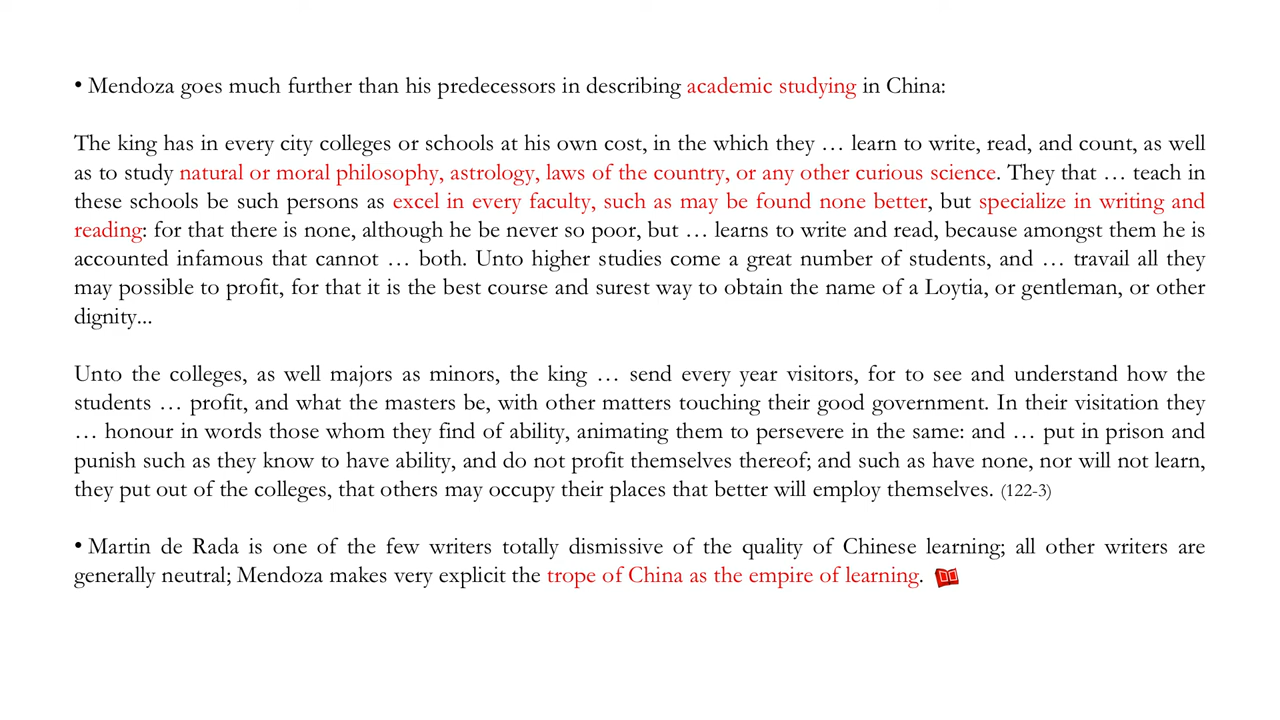 • Mendoza goes much further than his predecessors in describing academic studying in China:
The king has in every city colleges or schools at his own cost, in the which they … learn to write, read, and count, as well
as to study natural or moral philosophy, astrology, laws of the country, or any other curious science. They that … teach in
these schools be such persons as excel in every faculty, such as may be found none better, but specialize in writing and
reading: for that there is none, although he be never so poor, but … learns to write and read, because amongst them he is
accounted infamous that cannot … both. Unto higher studies come a great number of students, and … travail all they
may possible to profit, for that it is the best course and surest way to obtain the name of a Loytia, or gentleman, or other
dignity...
Unto the colleges, as well majors as minors, the king … send every year visitors, for to see and understand how the
students … profit, and what the masters be, with other matters touching their good government. In their visitation they
… honour in words those whom they find of ability, animating them to persevere in the same: and … put in prison and
punish such as they know to have ability, and do not profit themselves thereof; and such as have none, nor will not learn,
they put out of the colleges, that others may occupy their places that better will employ themselves. (122-3)
• Martin de Rada is one of the few writers totally dismissive of the quality of Chinese learning; all other writers are
generally neutral; Mendoza makes very explicit the trope of China as the empire of learning.